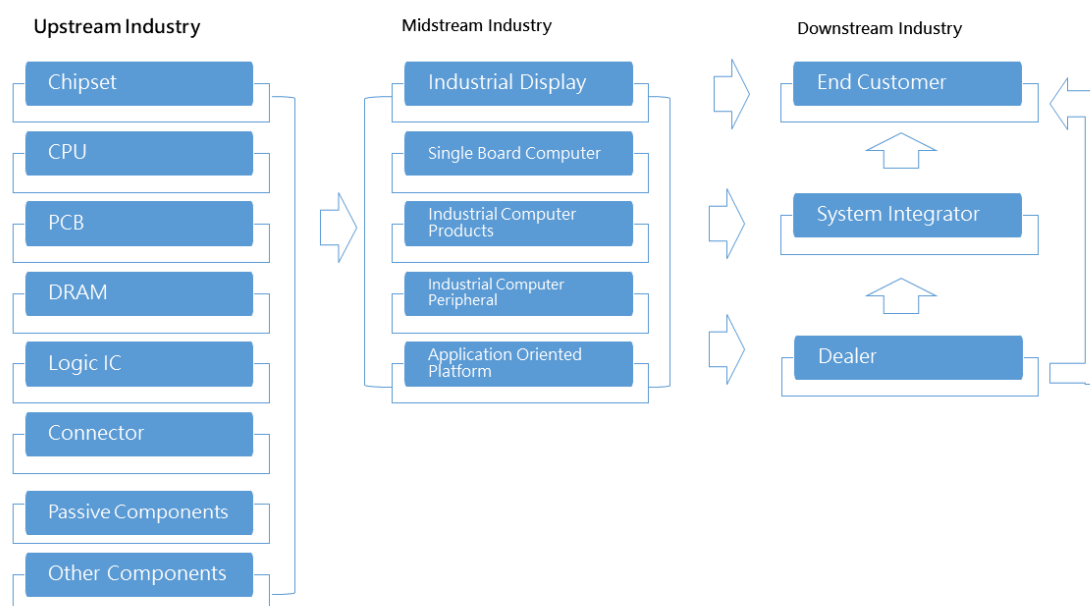 Upstream Industry
Chipset
CPU
PCB
DRAM
Logic IC
Connector
Passive Components
Other Components
Midstream Industry
Industrial Display
Single Board Computer
Industrial Computer
Products
Industrial Computer
Peripheral
Application Oriented
Platform
Downstream Industry
End Customer
System Integrator
Dealer